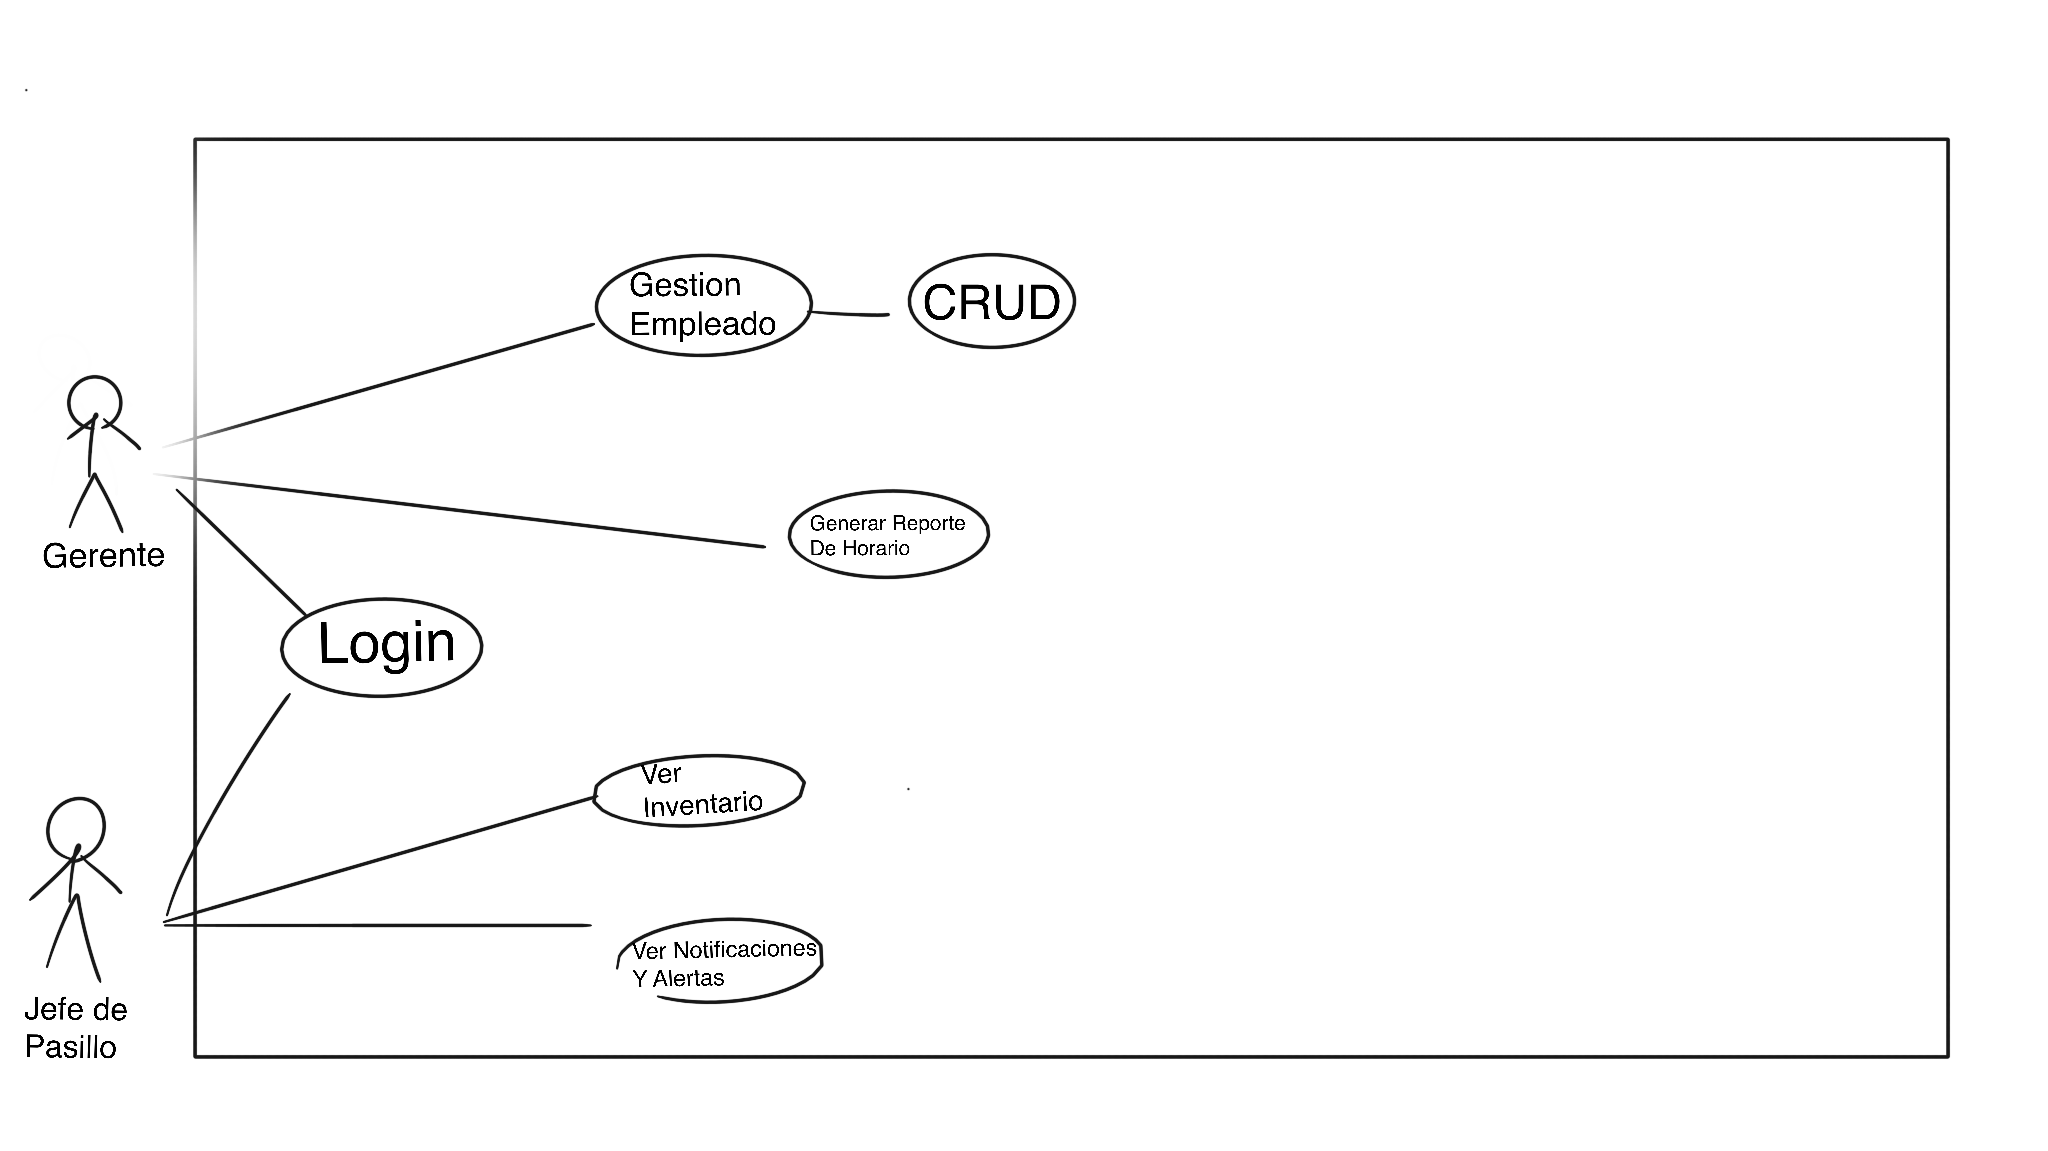 Gestion
Empleado
CRUD
Gerente
Generar Reporte
De Horario
Login
Ver
Inventario
Ver Notificaciones
Y Alertas
Jefe de
Pasillo